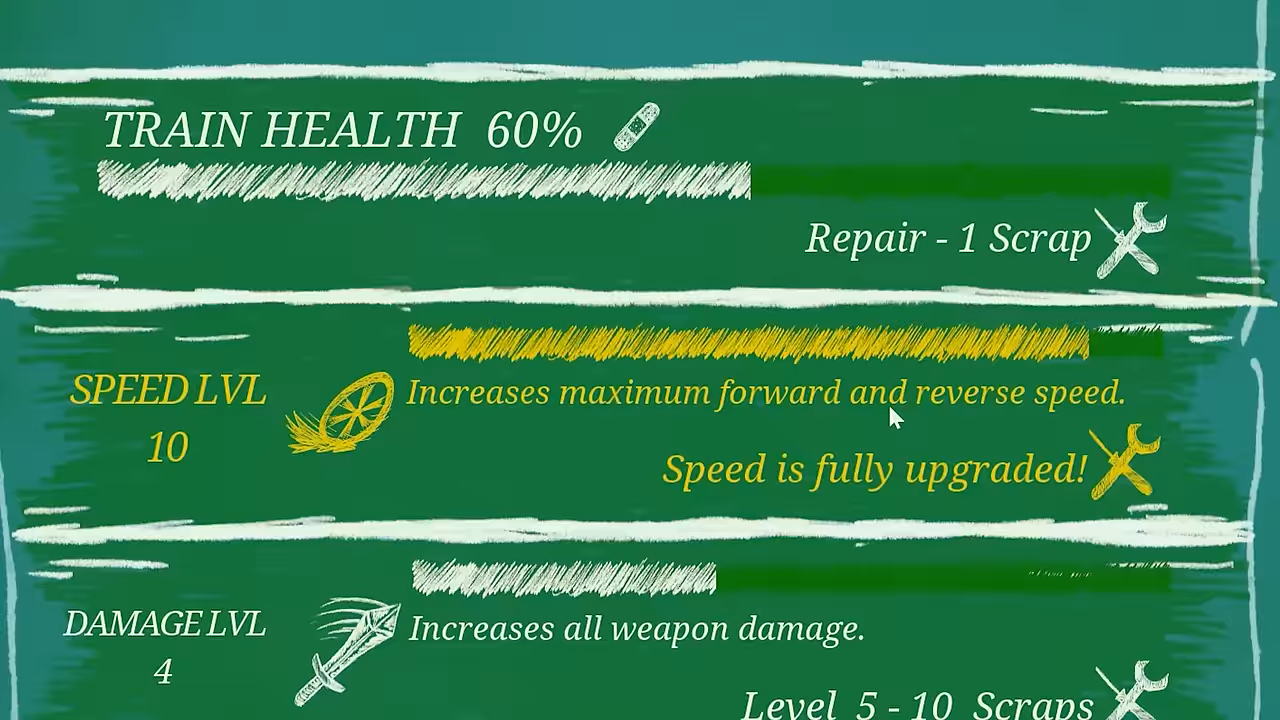 TRAIN HEALTH 60%
Repair - 1 Scrap
SPEED LVL
10
Increases maximum forward and reverse speed.
Speed is fully upgraded!
DAMAGE LVL
4
Increases all weapon damage.
Level 5 - 10 Scraps